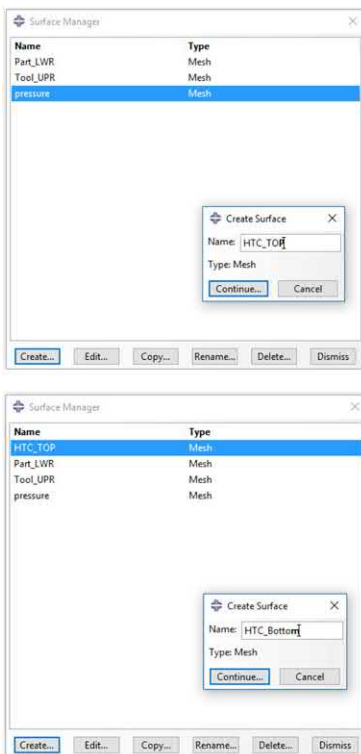 Surface Manager
Name Type
Part_LWR Mesh
Tool_UPR Mesh
pressure Mesh
Create Surface
Name: HTC_TOP
Type: Mesh
Continue... Cancel
Create... Edit... Copy... Rename... Delete... Dismiss
Surface Manager
Name Type
HTC_TOP Mesh
Part_LWR Mesh
Tool_UPR Mesh
pressure Mesh
Create Surface
Name: HTC_Bottom
Type: Mesh
Continue... Cancel
Create... Edit... Copy... Rename... Delete... Dismiss